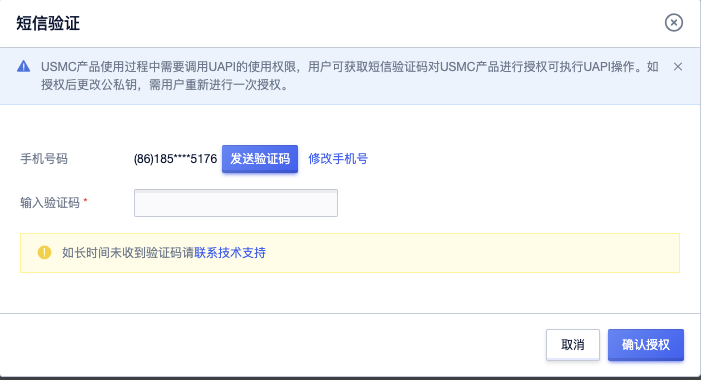 短信验证
USMC产品使用过程中需要调用UAPI的使用权限，用户可获取短信验证码对USMC产品进行授权可执行UAPI操作。如
授权后更改公私钥，需用户重新进行一次授权。
手机号码 (86)185****5176 发送验证码 修改手机号
输入验证码 *
如长时间未收到验证码请联系技术支持
取消 确认授权